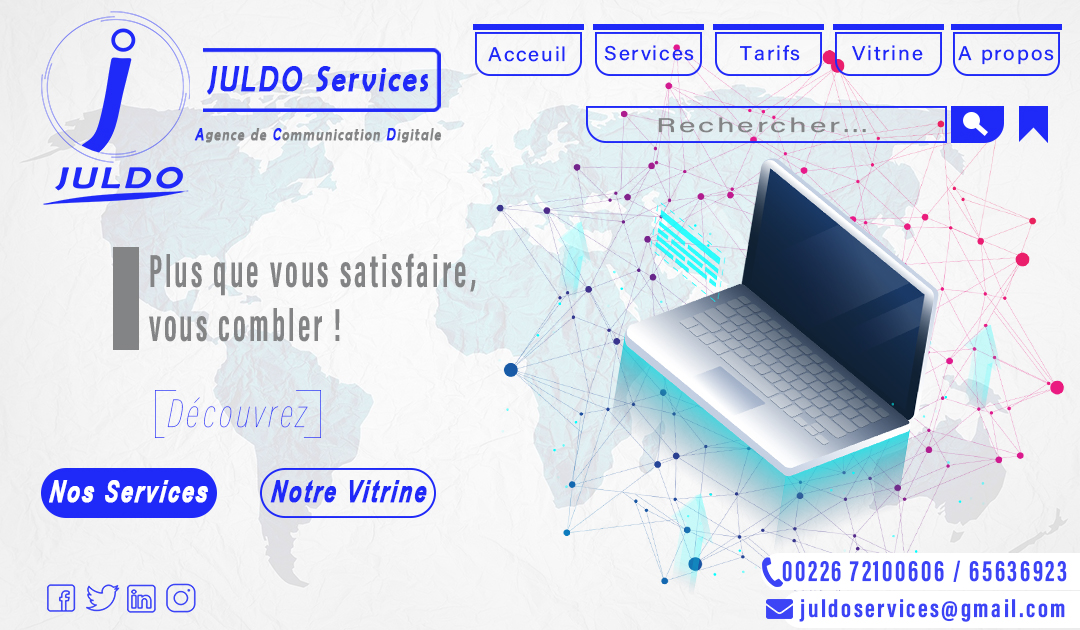 JULDO
JULDO Services
Agence de Communication Digitale
Acceuil
Services
Tarifs
Vitrine
A propos
Rechercher...
Plus que vous satisfaire,
vous combler !
Découvrez
Nos Services
Notre Vitrine
00226 72100606 / 65636923
juldoservices@gmail.com